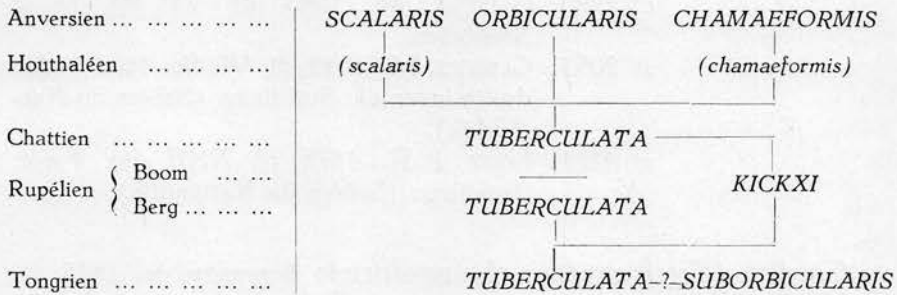 Anversien ... ... ... ... SCALARIS ORBICULARIS CHAMAEFORMIS
Houthaléen ... ... ... (scalaris) (chamaeformis)
Chattien ... ... ... ... TUBERCULATA
Rupélien { Boom ... ... KICKXI
Berg ... ... ... TUBERCULATA
Tongrien ... ... ... ... TUBERCULATA–?–SUBORBICULARIS